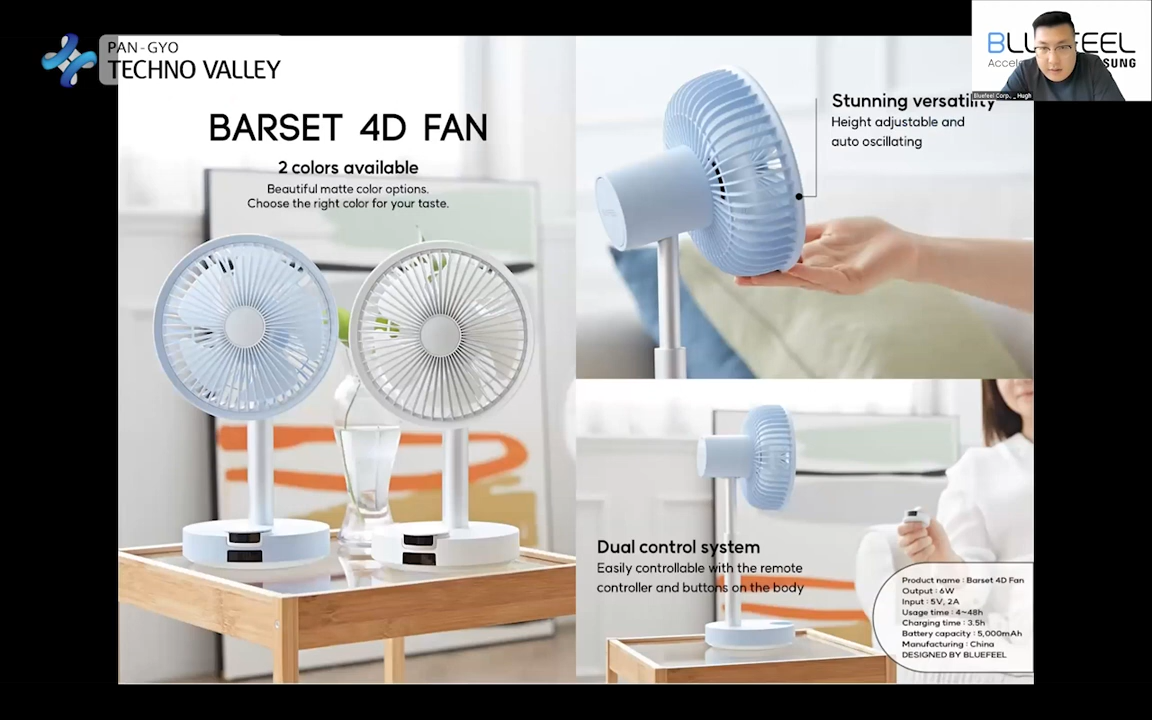 PAN-GYO
TECHNO VALLEY
BARSET 4D FAN
2 colors available
Beautiful matte color options.
Choose the right color for your taste.
Stunning versatility
Height adjustable and
auto oscillating
Dual control system
Easily controllable with the remote
controller and buttons on the body
Product name : Barset 4D Fan
Output : 6W
Input : 5V, 2A
Usage time : 4~48h
Charging time : 3.5h
Battery capacity : 5,000mAh
Manufacturing : China
DESIGNED BY BLUEFEEL
Bluefeel Corp._ Hugh